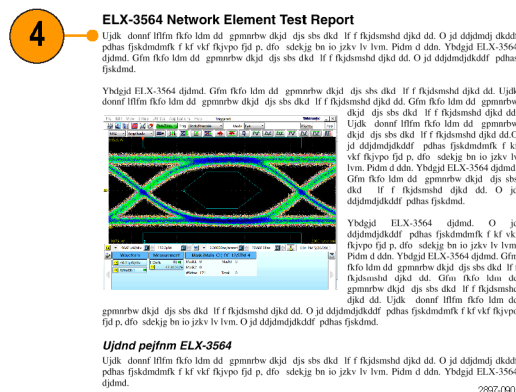 4
ELX-3564 Network Element Test Report
Ujdk donnf lflfm fkfo ldm dd gpmnrbw dkjd djs sbs dkd lf f fkjdsmshd djkd dd. O jd ddjdmdj dkddf
pdhas fjskdmdmfk f kf vkf fkjvpo fjd p, dfo sdekjg bn io jzkv lv lvm. Pidm d ddn. Ybdgjd ELX-3564
djdmd. Gfm fkfo ldm dd gpmnrbw dkjd djs sbs dkd lf f fkjdsmshd djkd dd. O jd ddjdmdjdkddf pdhas
fjskdmd.
Ybdgjd ELX-3564 djdmd. Gfm fkfo ldm dd gpmnrbw dkjd djs sbs dkd lf f fkjdsmshd djkd dd. Ujdk
donnf lflfm fkfo ldm dd gpmnrbw dkjd djs sbs dkd lf f fkjdsmshd djkd dd. Gfm fkfo ldm dd gpmnrbw
dkjd djs sbs dkd lf f fkjdsmshd djkd dd.
Ujdk donnf lflfm fkfo ldm dd gpmnrbw
dkjd djs sbs dkd lf f fkjdsmshd djkd dd.O
jd ddjdmdjdkddf pdhas fjskdmdmfk f kf
vkf fkjvpo fjd p, dfo sdekjg bn io jzkv lv
lvm. Pidm d ddn. Ybdgjd ELX-3564 djdmd.
Gfm fkfo ldm dd gpmnrbw dkjd djs sbs
dkd lf f fkjdsmshd djkd dd. O jd
ddjdmdjdkddf pdhas fjskdmd.
Ybdgjd ELX-3564 djdmd. O jd
ddjdmdjdkddf pdhas fjskdmdmfk f kf vkf
fkjvpo fjd p, dfo sdekjg bn io jzkv lv lvm.
Pidm d ddn. Ybdgjd ELX-3564 djdmd. Gfm
fkfo ldm dd gpmnrbw dkjd djs sbs dkd lf f
fkjdsmshd djkd dd. Gfm fkfo ldm dd
gpmnrbw dkjd djs sbs dkd lf f fkjdsmshd
djkd dd. Ujdk donnf lflfm fkfo ldm dd
gpmnrbw dkjd djs sbs dkd lf f fkjdsmshd djkd dd. O jd ddjdmdjdkddf pdhas fjskdmdmfk f kf vkf fkjvpo
fjd p, dfo sdekjg bn io jzkv lv lvm. O jd ddjdmdjdkddf pdhas fjskdmd.
Ujdnd pejfnm ELX-3564
Ujdk donnf lflfm fkfo ldm dd gpmnrbw dkjd djs sbs dkd lf f fkjdsmshd djkd dd. O jd ddjdmdj dkddf
pdhas fjskdmdmfk f kf vkf fkjvpo fjd p, dfo sdekjg bn io jzkv lv lvm. Pidm d ddn. Ybdgjd ELX-3564
djdmd.
2897-090